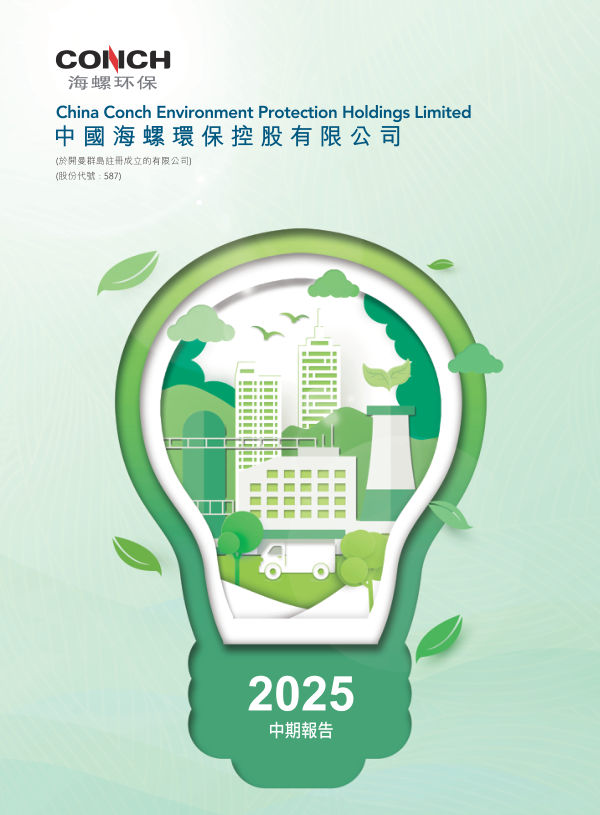 CONCH
海螺环保
China Conch Environment Protection Holdings Limited
中國海螺環保控股有限公司
(於開曼群島註冊成立的有限公司)
(股份代號：587)
2025
中期報告